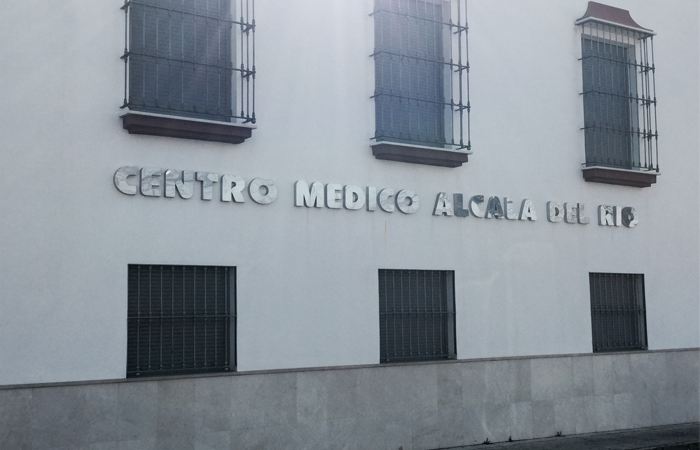 CENTRO MEDICO ALCALA DEL RIO